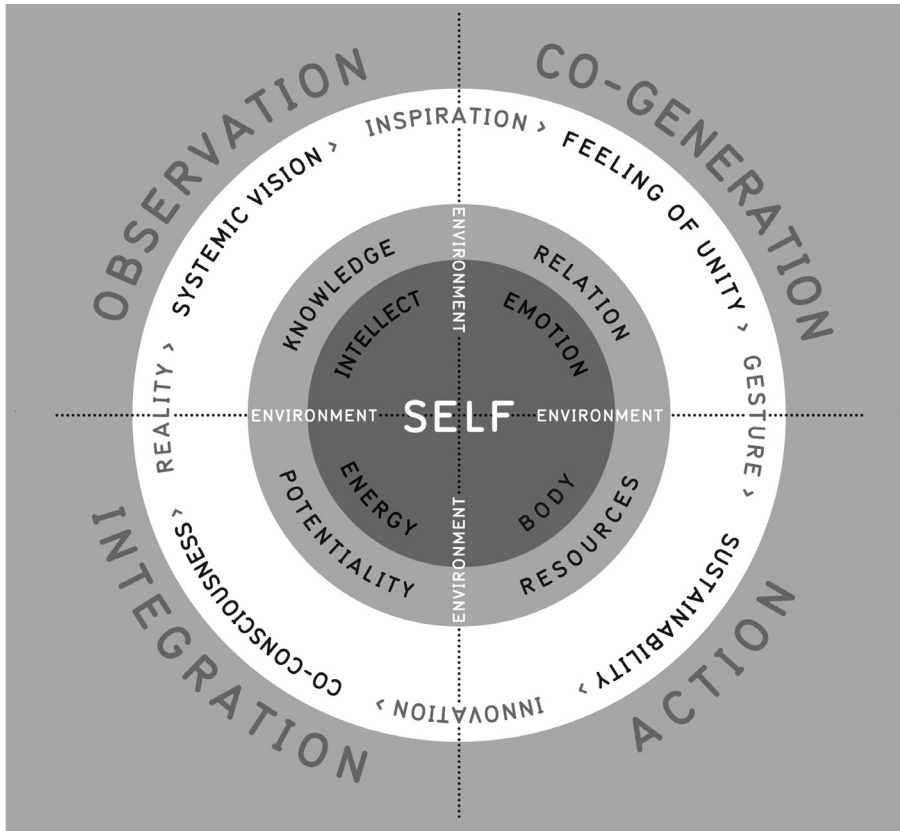 OBSERVATION
CO-GENERATION
INSPIRATION >
SYSTEMIC VISION >
FEELING OF UNITY >
KNOWLEDGE
ENVIRONMENT
RELATION
INTELLECT
EMOTION
REALITY >
ENVIRONMENT
SELF
ENVIRONMENT
GESTURE >
ENERGY
BODY
POTENTIALITY
ENVIRONMENT
RESOURCES
CO-CONSCIOUSNESS >
SUSTAINABILITY >
INNOVATION >
INTEGRATION
ACTION